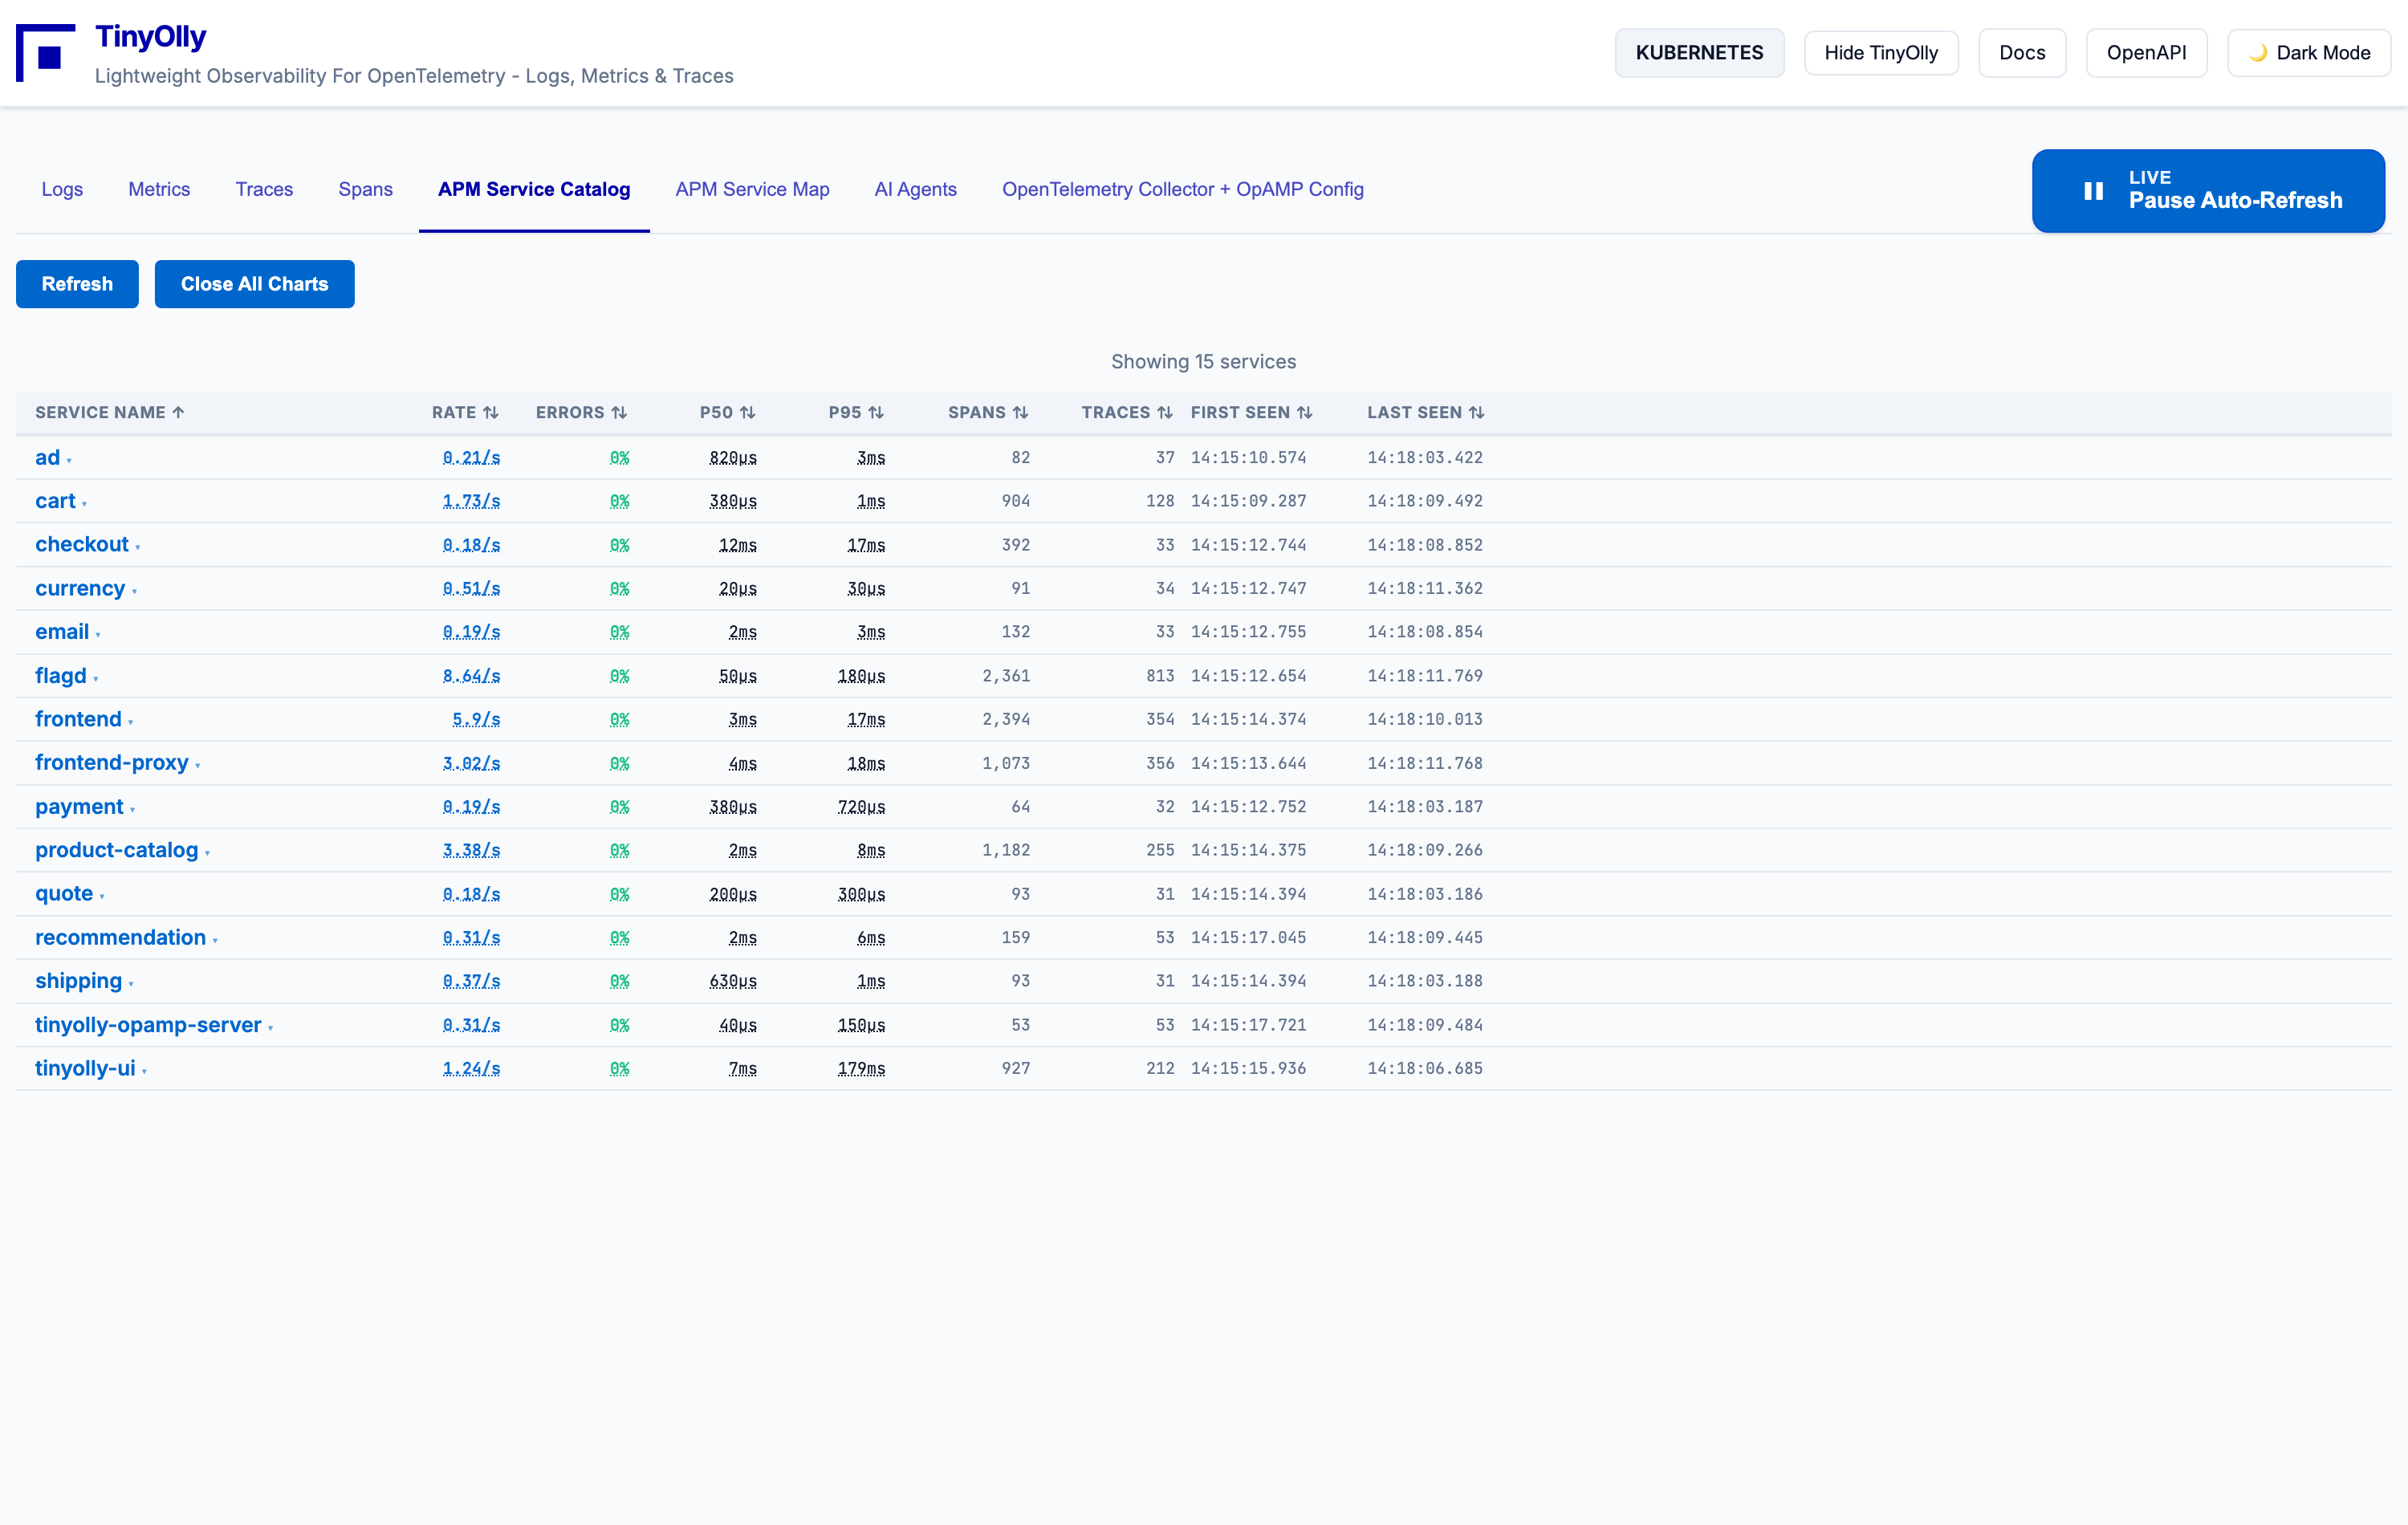 TinyOlly
Lightweight Observability For OpenTelemetry - Logs, Metrics & Traces
KUBERNETES
Hide TinyOlly
Docs
OpenAPI
🌙 Dark Mode
Logs
Metrics
Traces
Spans
APM Service Catalog
APM Service Map
AI Agents
OpenTelemetry Collector + OpAMP Config
LIVE
Pause Auto-Refresh
Refresh
Close All Charts
Showing 15 services
SERVICE NAME ↑ RATE ⇅ ERRORS ⇅ P50 ⇅ P95 ⇅ SPANS ⇅ TRACES ⇅ FIRST SEEN ⇅ LAST SEEN ⇅
ad ▾ 0.21/s 0% 820µs 3ms 82 37 14:15:10.574 14:18:03.422
cart ▾ 1.73/s 0% 380µs 1ms 904 128 14:15:09.287 14:18:09.492
checkout ▾ 0.18/s 0% 12ms 17ms 392 33 14:15:12.744 14:18:08.852
currency ▾ 0.51/s 0% 20µs 30µs 91 34 14:15:12.747 14:18:11.362
email ▾ 0.19/s 0% 2ms 3ms 132 33 14:15:12.755 14:18:08.854
flagd ▾ 8.64/s 0% 50µs 180µs 2,361 813 14:15:12.654 14:18:11.769
frontend ▾ 5.9/s 0% 3ms 17ms 2,394 354 14:15:14.374 14:18:10.013
frontend-proxy ▾ 3.02/s 0% 4ms 18ms 1,073 356 14:15:13.644 14:18:11.768
payment ▾ 0.19/s 0% 380µs 720µs 64 32 14:15:12.752 14:18:03.187
product-catalog ▾ 3.38/s 0% 2ms 8ms 1,182 255 14:15:14.375 14:18:09.266
quote ▾ 0.18/s 0% 200µs 300µs 93 31 14:15:14.394 14:18:03.186
recommendation ▾ 0.31/s 0% 2ms 6ms 159 53 14:15:17.045 14:18:09.445
shipping ▾ 0.37/s 0% 630µs 1ms 93 31 14:15:14.394 14:18:03.188
tinyolly-opamp-server ▾ 0.31/s 0% 40µs 150µs 53 53 14:15:17.721 14:18:09.484
tinyolly-ui ▾ 1.24/s 0% 7ms 179ms 927 212 14:15:15.936 14:18:06.685